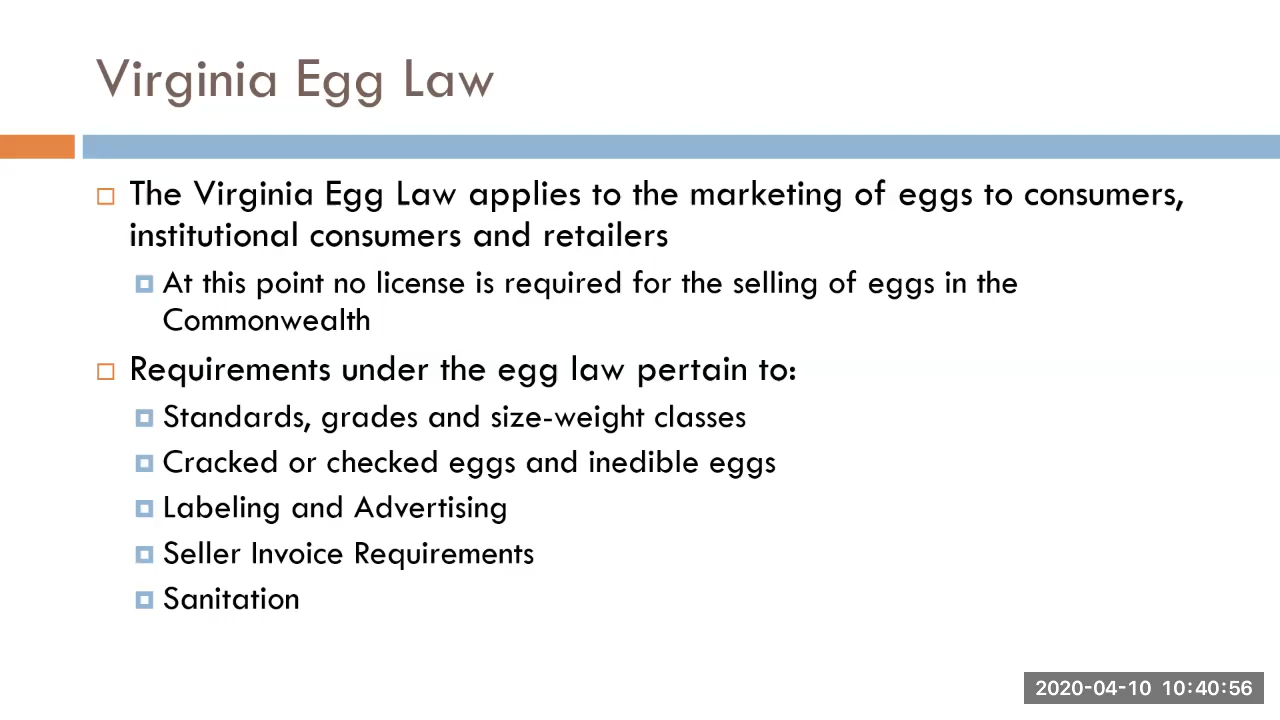 Virginia Egg Law
The Virginia Egg Law applies to the marketing of eggs to consumers,
institutional consumers and retailers
At this point no license is required for the selling of eggs in the
Commonwealth
Requirements under the egg law pertain to:
Standards, grades and size-weight classes
Cracked or checked eggs and inedible eggs
Labeling and Advertising
Seller Invoice Requirements
Sanitation
2020-04-10 10:40:56